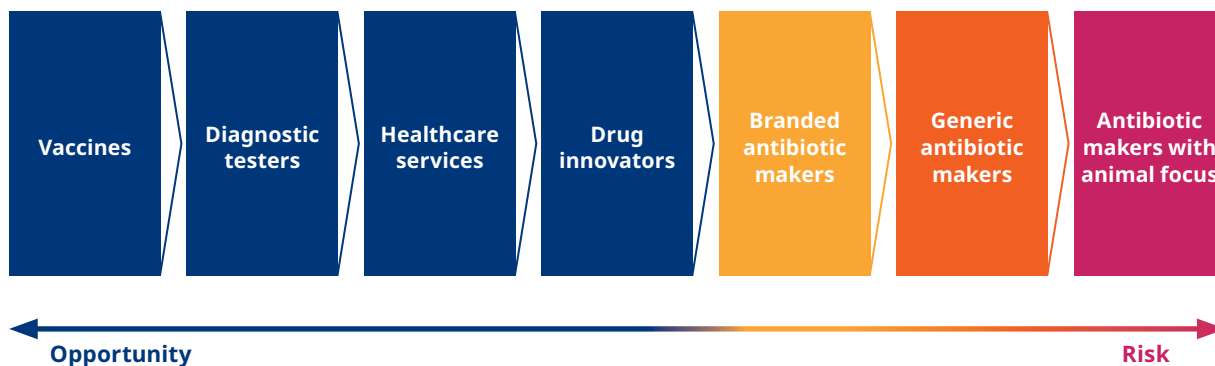 Vaccines
Diagnostic
testers
Healthcare
services
Drug
innovators
Branded
antibiotic
makers
Generic
antibiotic
makers
Antibiotic
makers with
animal focus
Opportunity
Risk